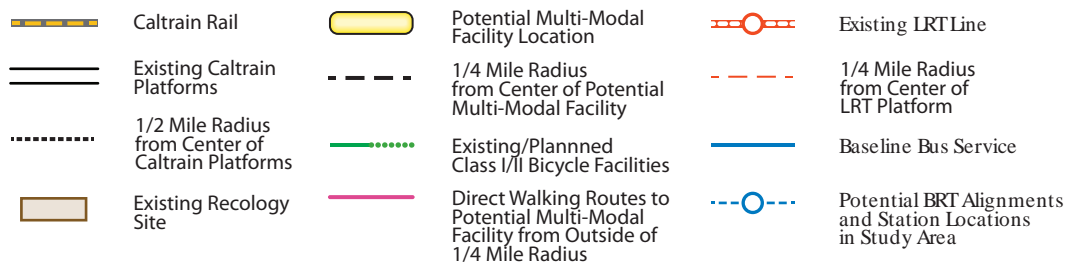 Caltrain Rail
Existing Caltrain
Platforms
1/2 Mile Radius
from Center of
Caltrain Platforms
Existing Recology
Site
Potential Multi-Modal
Facility Location
1/4 Mile Radius
from Center of Potential
Multi-Modal Facility
Existing/Plannned
Class I/II Bicycle Facilities
Direct Walking Routes to
Potential Multi-Modal
Facility from Outside of
1/4 Mile Radius
Existing LRT Line
1/4 Mile Radius
from Center of
LRT Platform
Baseline Bus Service
Potential BRT Alignments
and Station Locations
in Study Area